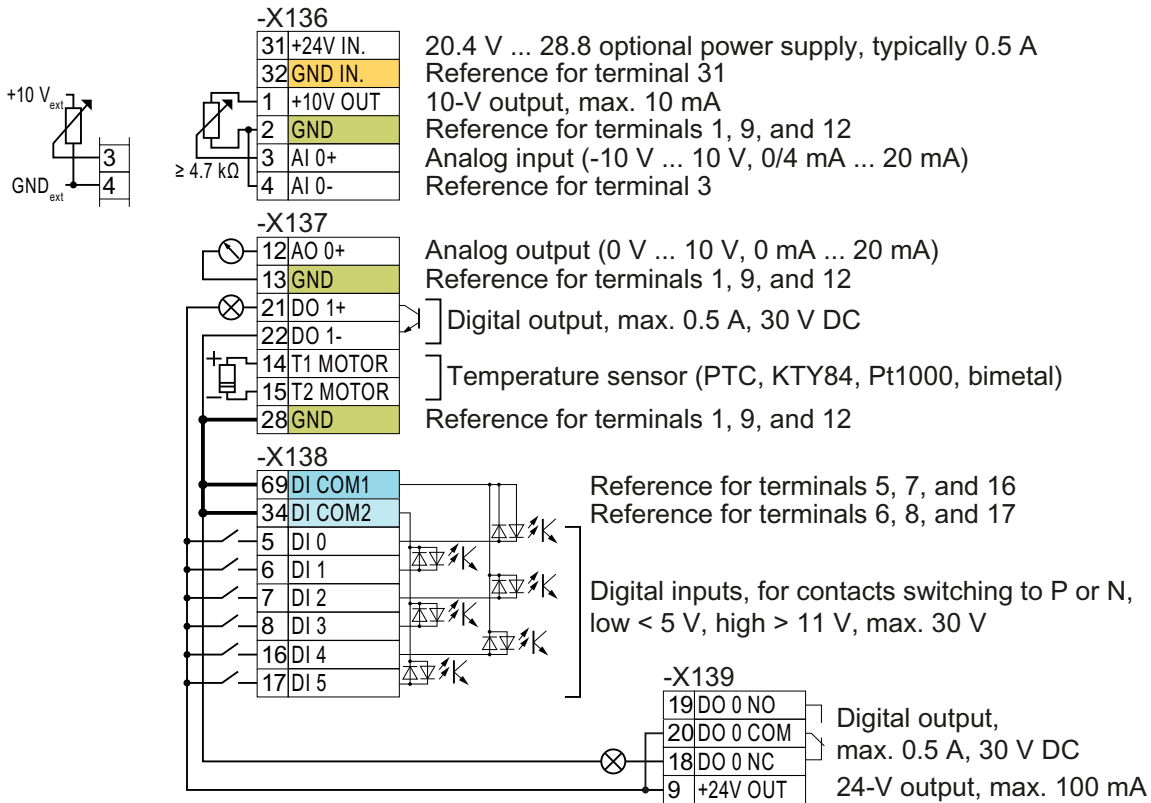 -X136
31 +24V IN. 20.4 V ... 28.8 optional power supply, typically 0.5 A
32 GND IN. Reference for terminal 31
+10 Vext
1 +10V OUT 10-V output, max. 10 mA
2 GND Reference for terminals 1, 9, and 12
3
≥ 4.7 kΩ
3 AI 0+ Analog input (-10 V ... 10 V, 0/4 mA ... 20 mA)
GNDext 4
4 AI 0- Reference for terminal 3
-X137
12 AO 0+ Analog output (0 V ... 10 V, 0 mA ... 20 mA)
13 GND Reference for terminals 1, 9, and 12
21 DO 1+
22 DO 1-
Digital output, max. 0.5 A, 30 V DC
+
14 T1 MOTOR
–
15 T2 MOTOR
Temperature sensor (PTC, KTY84, Pt1000, bimetal)
28 GND Reference for terminals 1, 9, and 12
-X138
69 DI COM1 Reference for terminals 5, 7, and 16
34 DI COM2 Reference for terminals 6, 8, and 17
5 DI 0
6 DI 1
7 DI 2
8 DI 3
16 DI 4
17 DI 5
Digital inputs, for contacts switching to P or N,
low < 5 V, high > 11 V, max. 30 V
-X139
19 DO 0 NO
20 DO 0 COM
18 DO 0 NC
Digital output,
max. 0.5 A, 30 V DC
9 +24V OUT 24-V output, max. 100 mA